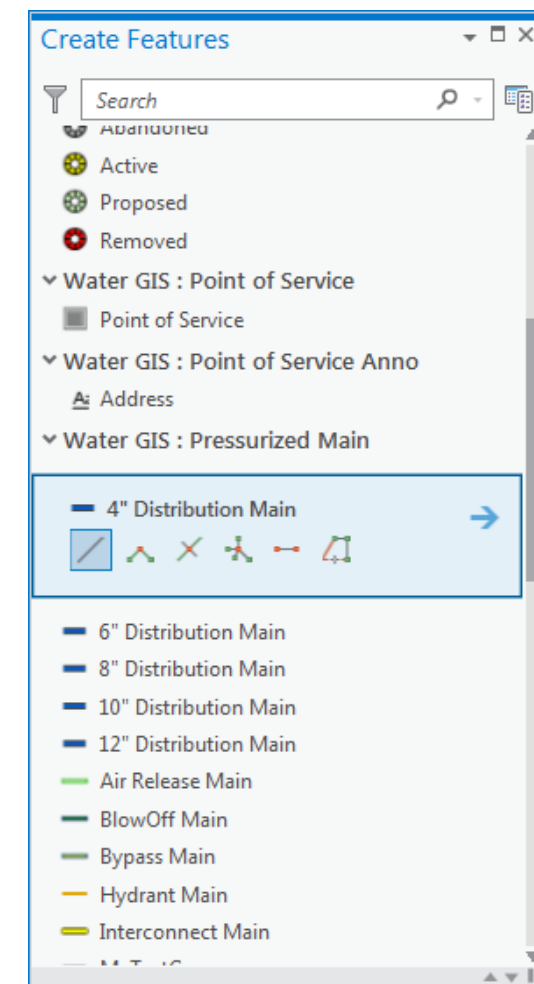 Create Features
Search
Abandoned
Active
Proposed
Removed
Water GIS : Point of Service
Point of Service
Water GIS : Point of Service Anno
A Address
Water GIS : Pressurized Main
4" Distribution Main
6" Distribution Main
8" Distribution Main
10" Distribution Main
12" Distribution Main
Air Release Main
BlowOff Main
Bypass Main
Hydrant Main
Interconnect Main